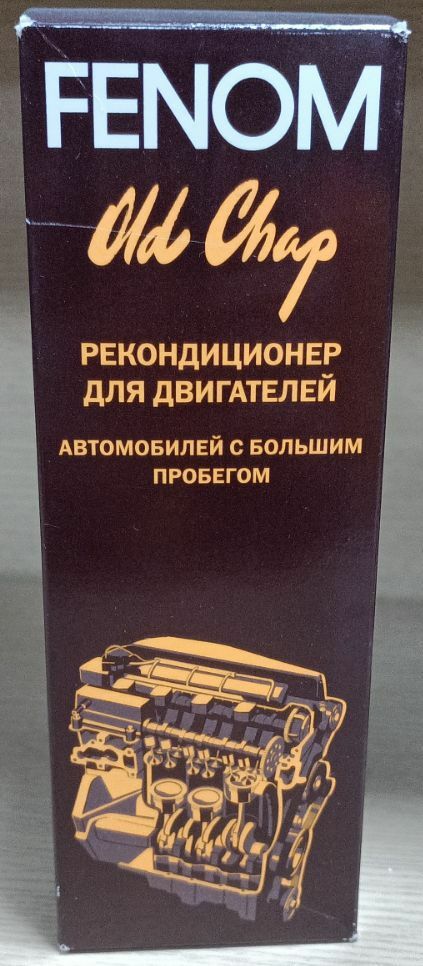 FENOM
Old Chap
РЕКОНДИЦИОНЕР
ДЛЯ ДВИГАТЕЛЕЙ
АВТОМОБИЛЕЙ С БОЛЬШИМ
ПРОБЕГОМ